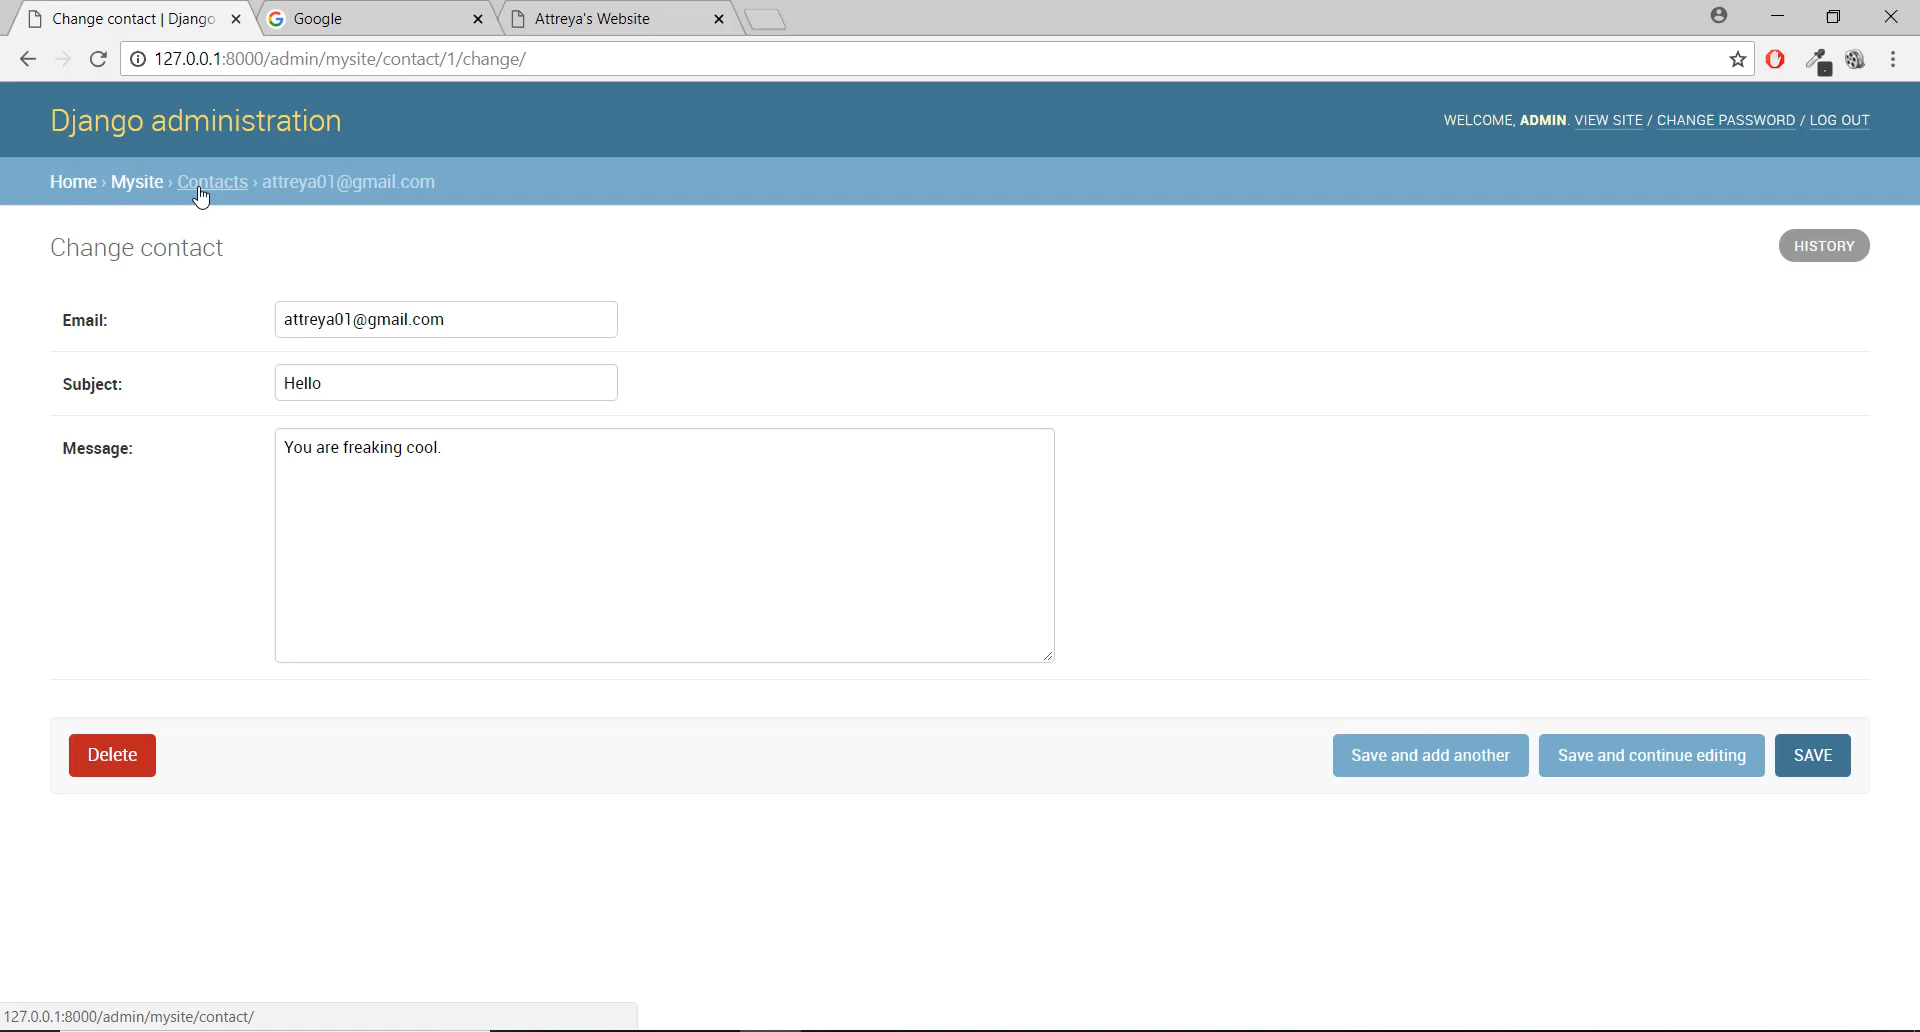 Change contact | Django
Google
Attreya's Website
127.0.0.1:8000/admin/mysite/contact/1/change/
Django administration
WELCOME, ADMIN. VIEW SITE / CHANGE PASSWORD / LOG OUT
Home › Mysite › Contacts › attreya01@gmail.com
Change contact
HISTORY
Email:
attreya01@gmail.com
Subject:
Hello
Message:
You are freaking cool.
Delete
Save and add another
Save and continue editing
SAVE
127.0.0.1:8000/admin/mysite/contact/